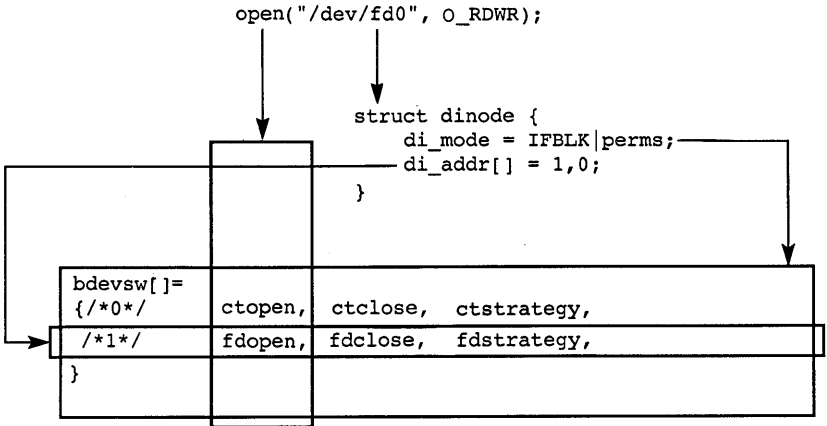 open("/dev/fd0", O_RDWR);
struct dinode {
di_mode = IFBLK|perms;
di_addr[] = 1,0;
}
bdevsw[]=
{/*0*/ ctopen, ctclose, ctstrategy,
/*1*/ fdopen, fdclose, fdstrategy,
}